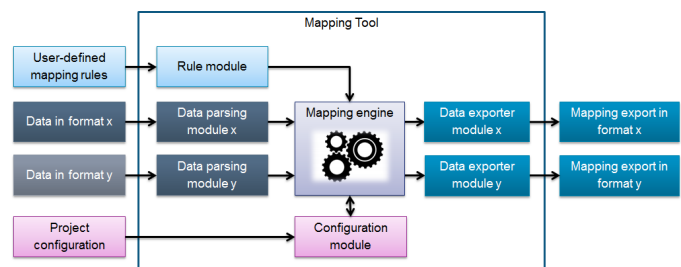 Mapping Tool
User-defined
mapping rules
Rule module
Data in format x
Data parsing
module x
Mapping engine
Data exporter
module x
Mapping export in
format x
Data in format y
Data parsing
module y
Data exporter
module y
Mapping export in
format y
Project
configuration
Configuration
module